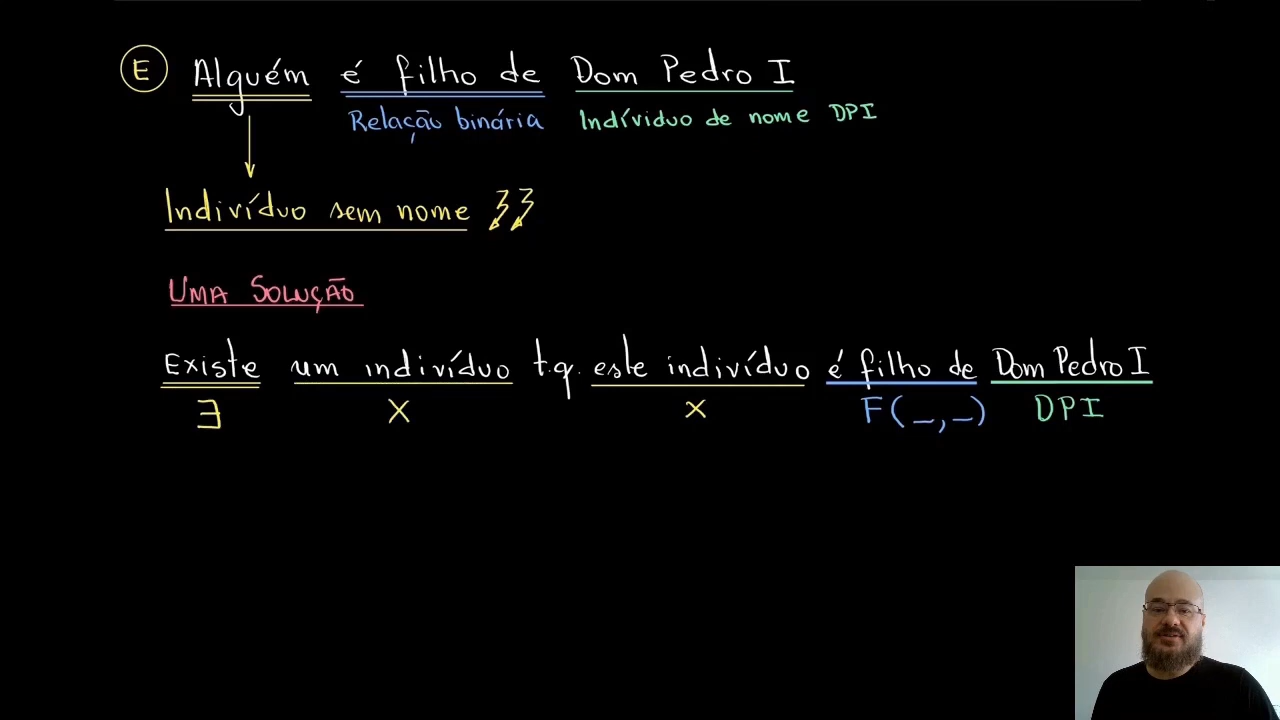 E Alguém é filho de Dom Pedro I
Relação binária Indíviduo de nome DPI
Indivíduo sem nome
UMA SOLUÇÃO
Existe um indivíduo t.q. este indivíduo é filho de Dom Pedro I
∃ x x F(_,_) DPI